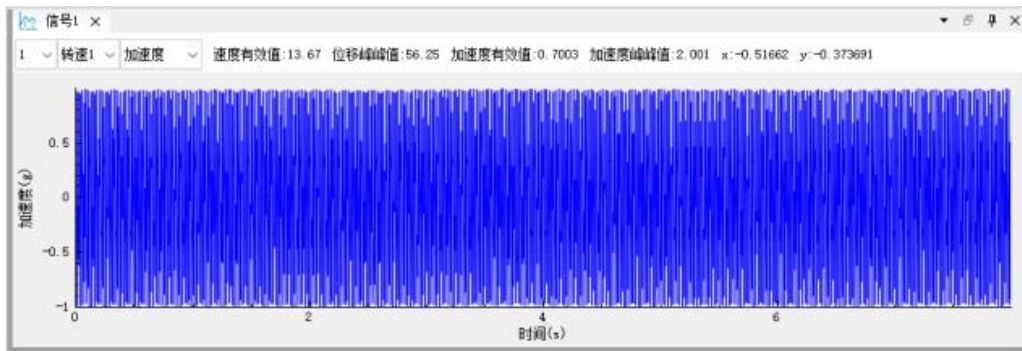 信号1
1 转速1 加速度 速度有效值:13.67 位移峰峰值:56.25 加速度有效值:0.7003 加速度峰峰值:2.001 x:-0.51662 y:-0.373691
加速度(g)
0.5
0
-0.5
-1
0 2 4 6
时间(s)